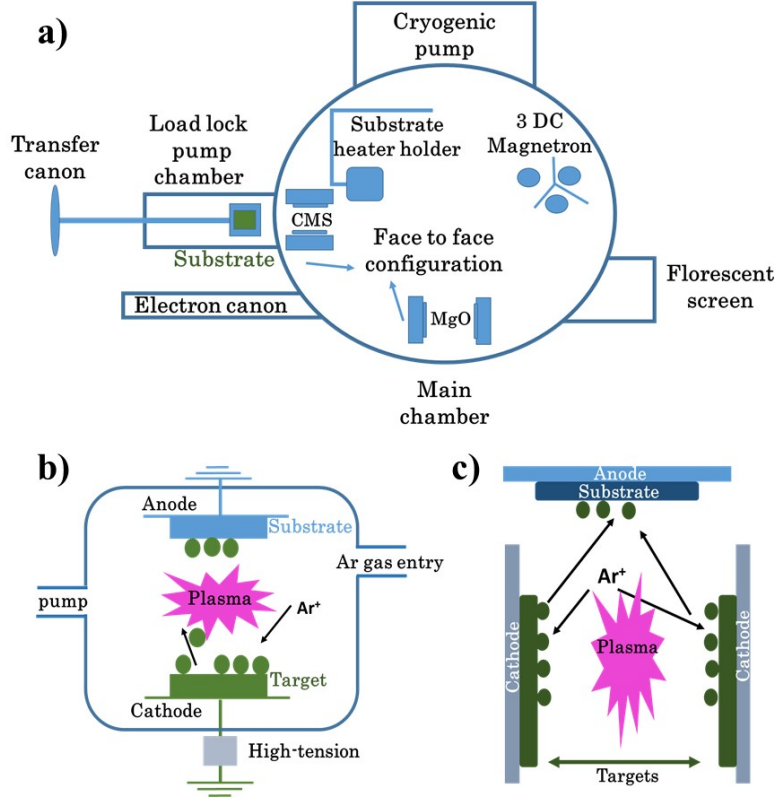 a)
Cryogenic
pump
Transfer
canon
Load lock
pump
chamber
Substrate
heater holder
3 DC
Magnetron
CMS
Substrate
Face to face
configuration
Florescent
screen
Electron canon
MgO
Main
chamber
b)
Anode
Substrate
Ar gas entry
pump
Plasma
Ar⁺
Target
Cathode
High-tension
c)
Anode
Substrate
Ar⁺
Plasma
Cathode
Cathode
Targets